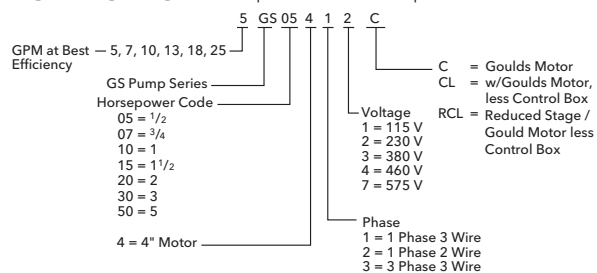 5 GS 05 4 1 2 C
GPM at Best Efficiency — 5, 7, 10, 13, 18, 25
GS Pump Series
Horsepower Code
05 = 1/2
07 = 3/4
10 = 1
15 = 1 1/2
20 = 2
30 = 3
50 = 5
4 = 4" Motor
C = Goulds Motor
CL = w/Goulds Motor,
less Control Box
RCL = Reduced Stage /
Gould Motor less
Control Box
Voltage
1 = 115 V
2 = 230 V
3 = 380 V
4 = 460 V
7 = 575 V
Phase
1 = 1 Phase 3 Wire
2 = 1 Phase 2 Wire
3 = 3 Phase 3 Wire